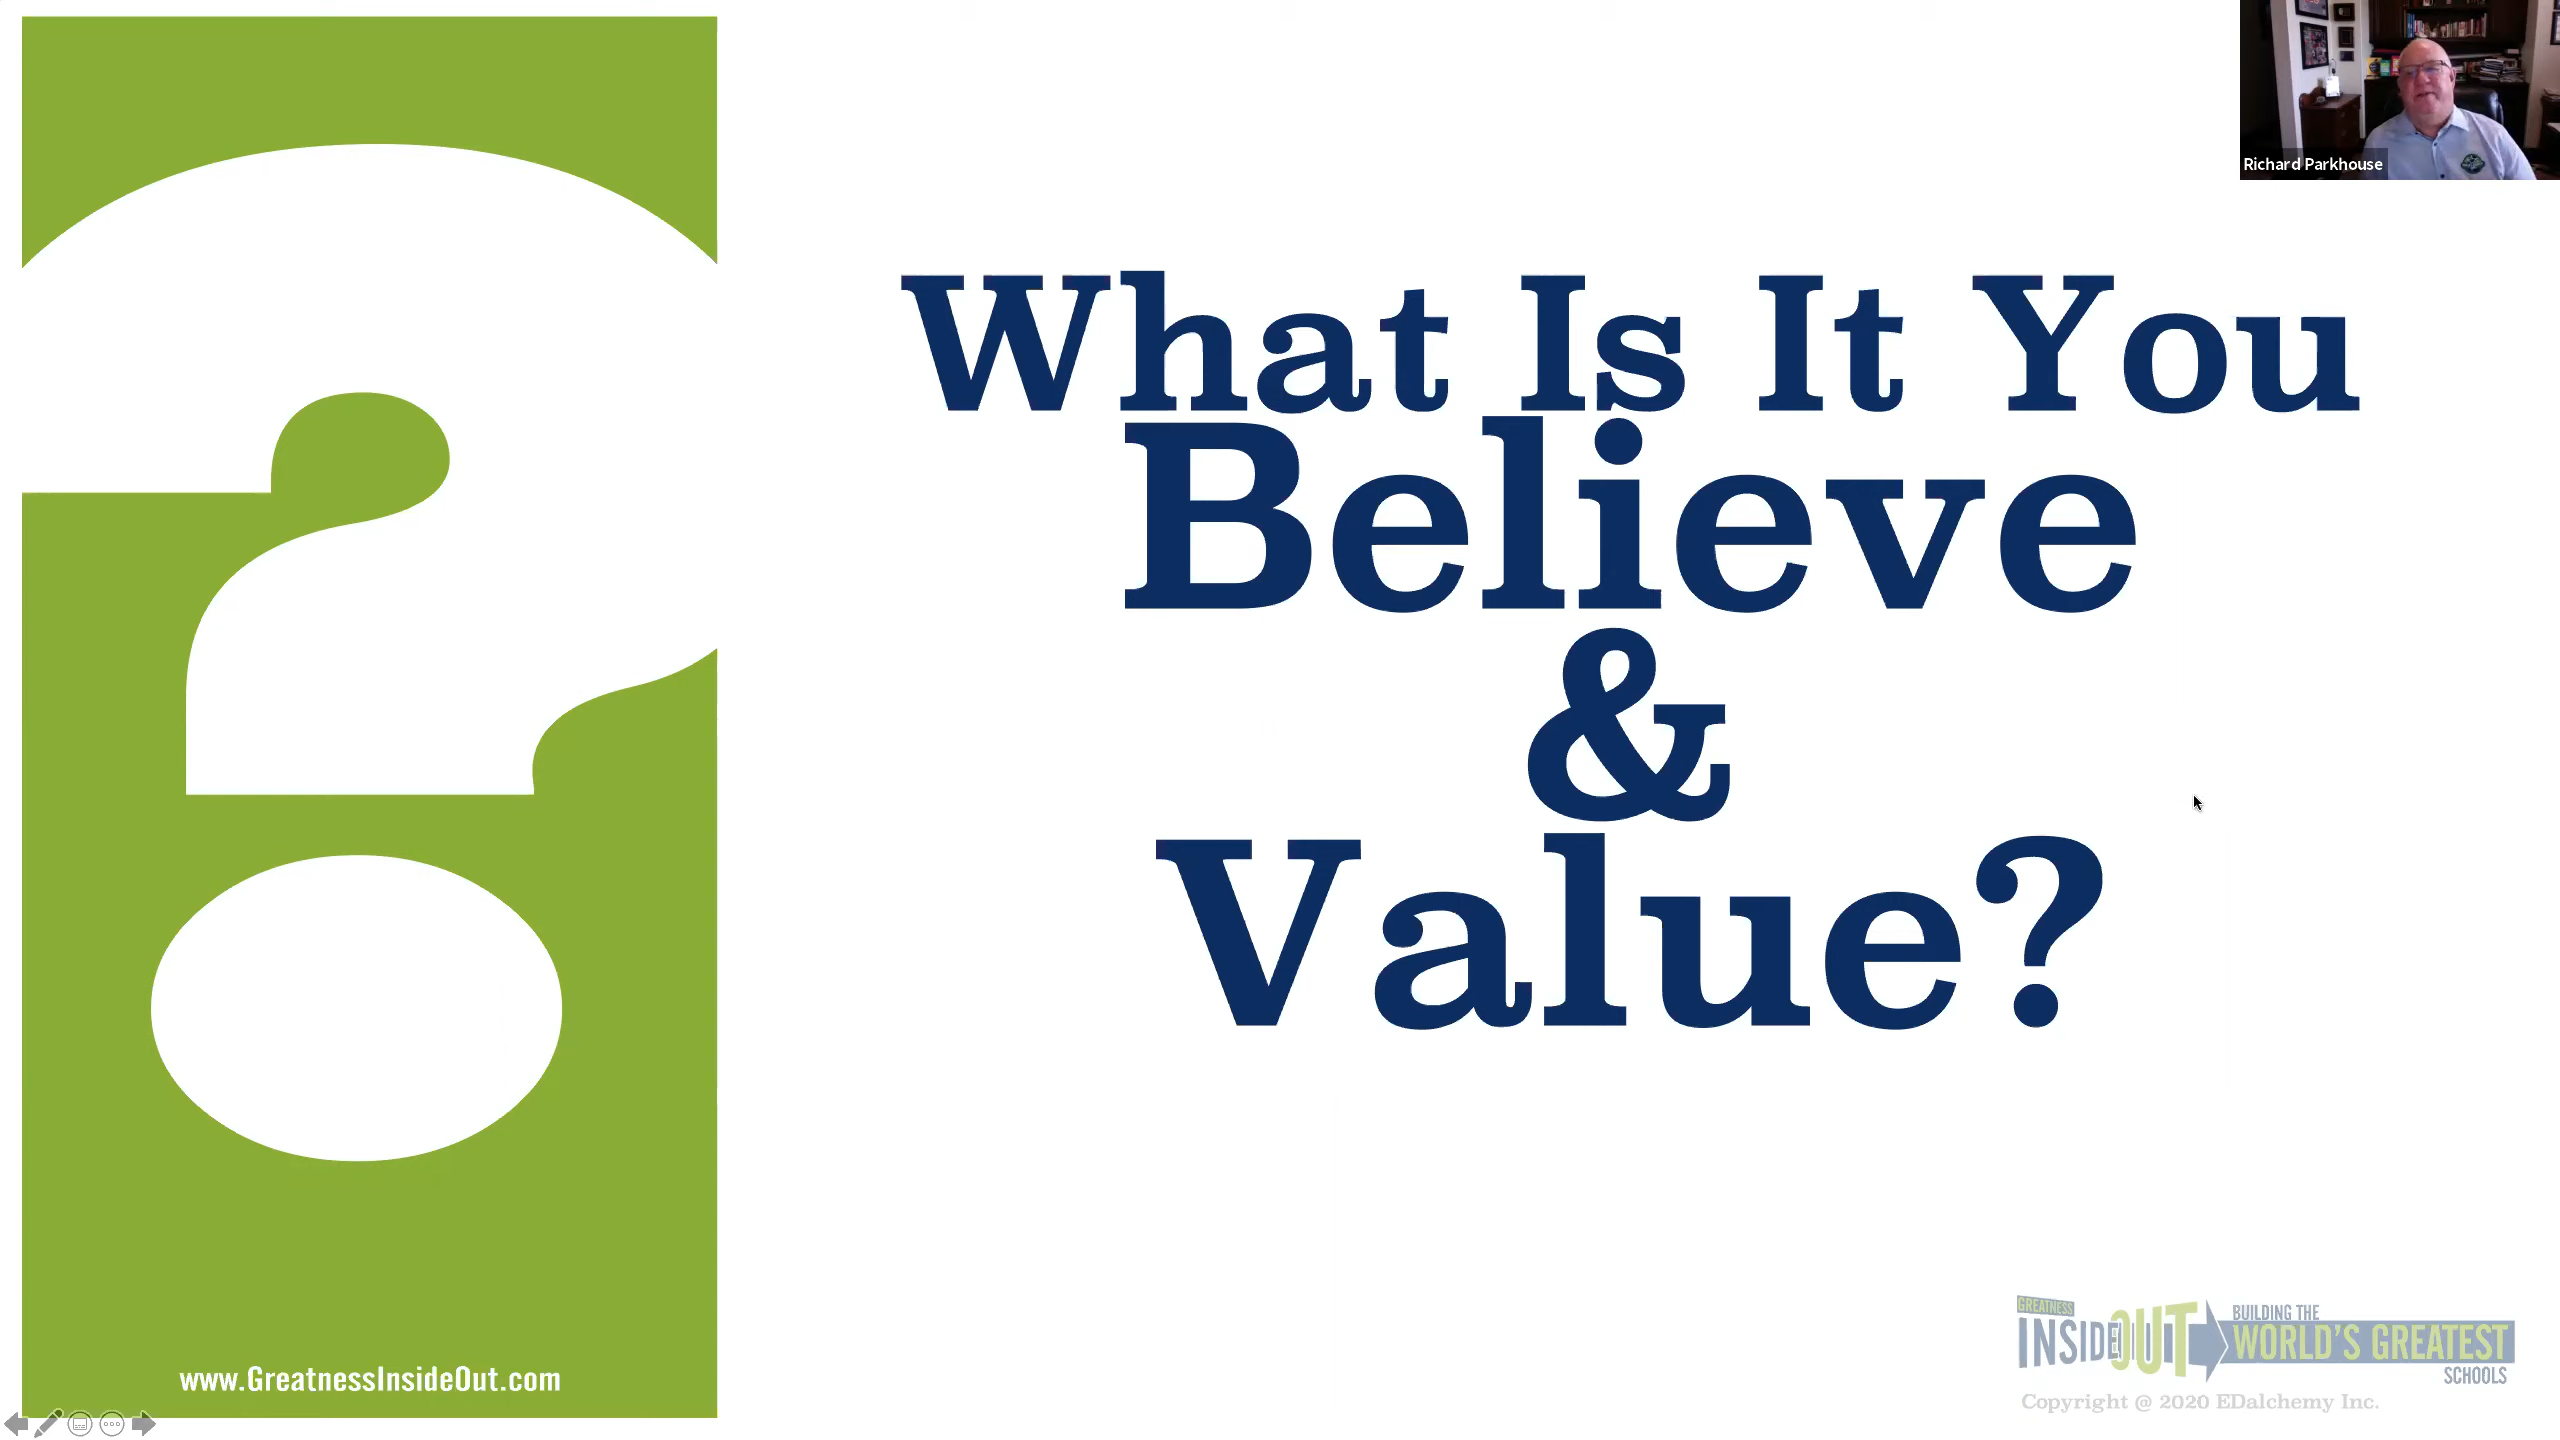 Richard Parkhouse
What Is It You
Believe
&
Value?
www.GreatnessInsideOut.com
GREATNESS
INSIDE OUT
BUILDING THE
WORLD'S GREATEST
SCHOOLS
Copyright @ 2020 EDalchemy Inc.